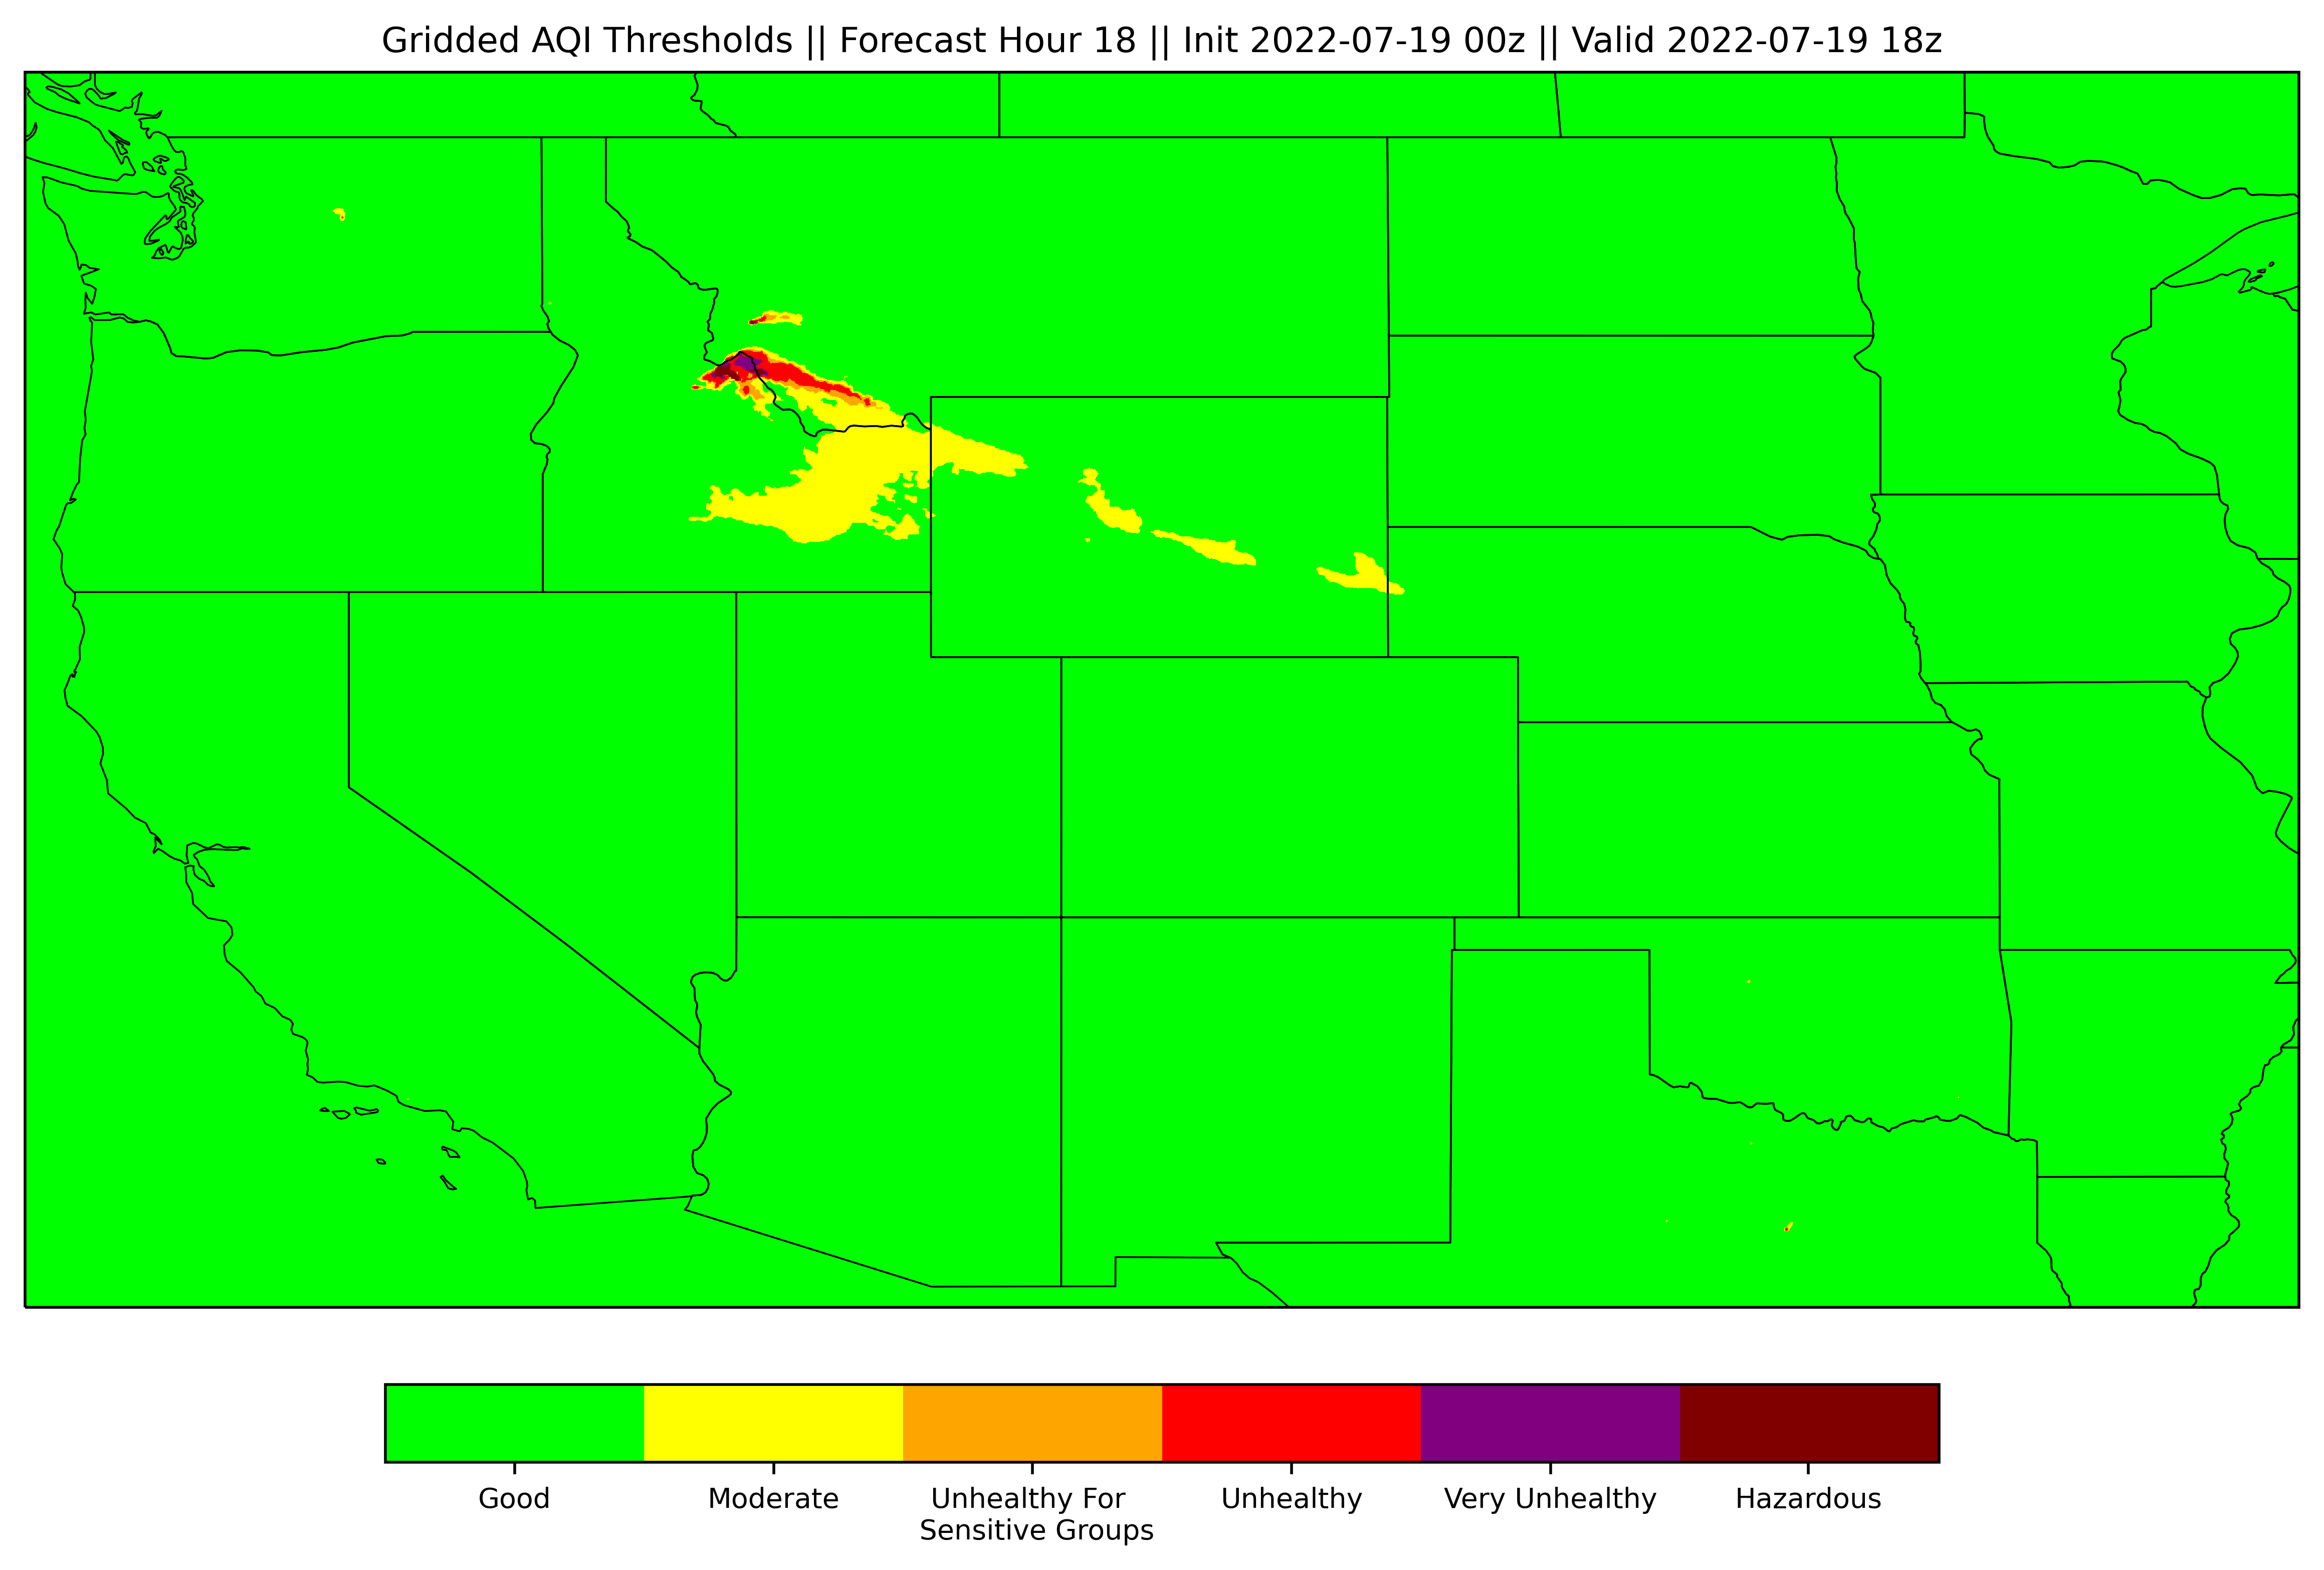 Gridded AQI Thresholds || Forecast Hour 18 || Init 2022-07-19 00z || Valid 2022-07-19 18z
Good
Moderate
Unhealthy For
Sensitive Groups
Unhealthy
Very Unhealthy
Hazardous